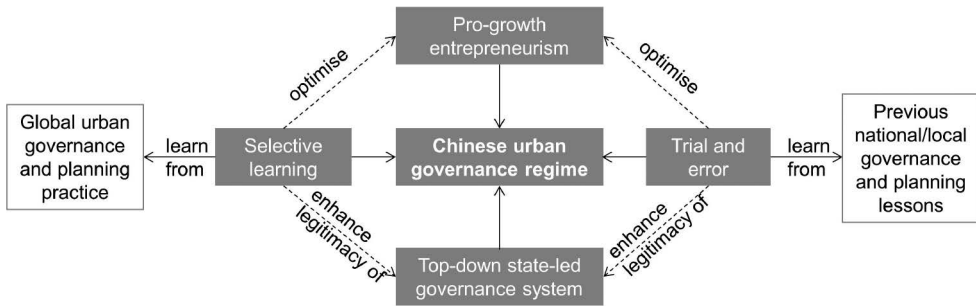 Pro-growth
entrepreneurism
optimise
optimise
Global urban
governance
and planning
practice
learn
from
Selective
learning
Chinese urban
governance regime
Trial and
error
learn
from
Previous
national/local
governance
and planning
lessons
enhance
legitimacy of
enhance
legitimacy of
Top-down state-led
governance system